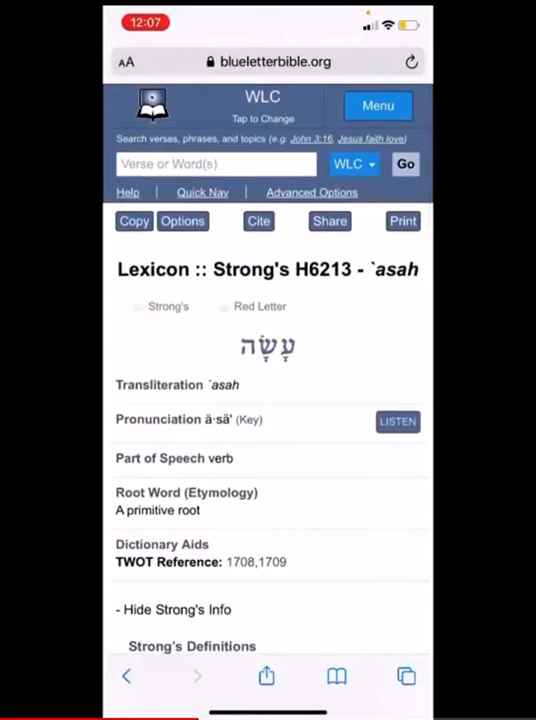 12:07
AA blueletterbible.org
WLC
Tap to Change
Menu
Search verses, phrases, and topics (e.g. John 3:16, Jesus faith love)
Verse or Word(s) WLC Go
Help | Quick Nav | Advanced Options
Copy Options Cite Share Print
Lexicon :: Strong's H6213 - `asah
Strong's Red Letter
עָשָׂה
Transliteration `asah
Pronunciation ä·sä' (Key) LISTEN
Part of Speech verb
Root Word (Etymology)
A primitive root
Dictionary Aids
TWOT Reference: 1708,1709
- Hide Strong's Info
Strong's Definitions